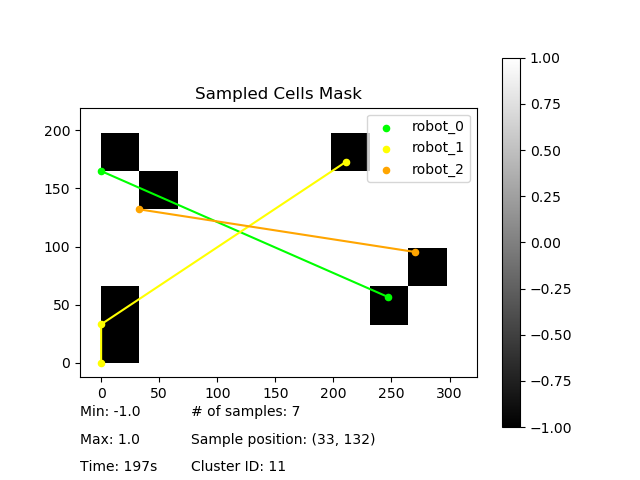 Sampled Cells Mask
robot_0
robot_1
robot_2
200
150
100
50
0
0 50 100 150 200 250 300
1.00
0.75
0.50
0.25
0.00
−0.25
−0.50
−0.75
−1.00
Min: -1.0 # of samples: 7
Max: 1.0 Sample position: (33, 132)
Time: 197s Cluster ID: 11